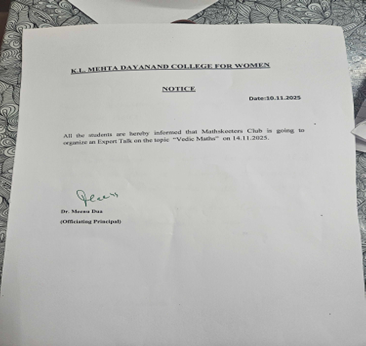 K.L. MEHTA DAYANAND COLLEGE FOR WOMEN
NOTICE
Date:10.11.2025
All the students are hereby informed that Mathskeeters Club is going to
organize an Expert Talk on the topic "Vedic Maths" on 14.11.2025.
Dr. Meena Dua
(Officiating Principal)